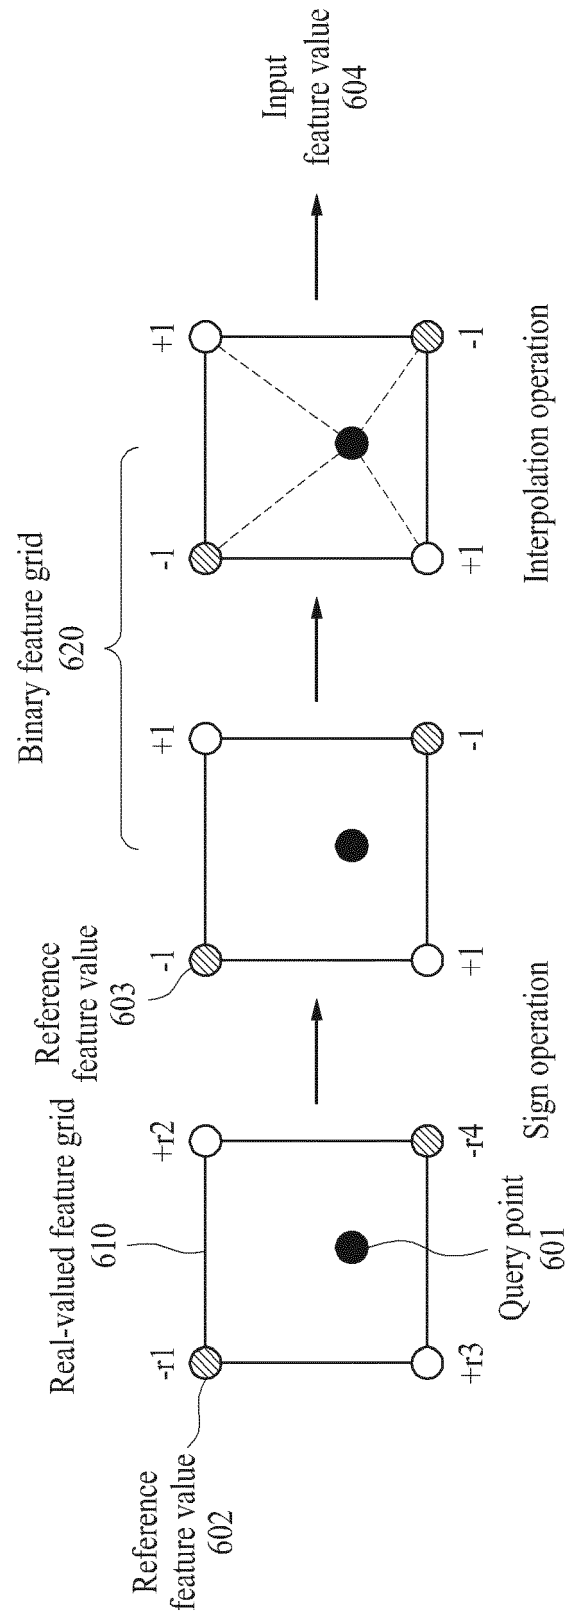 Reference
feature value
602
-r1
Real-valued feature grid
610
+r2
+r3
-r4
Query point
601
Sign operation
Reference
feature value
603
-1
+1
+1
-1
Binary feature grid
620
-1
+1
+1
-1
Interpolation operation
Input
feature value
604